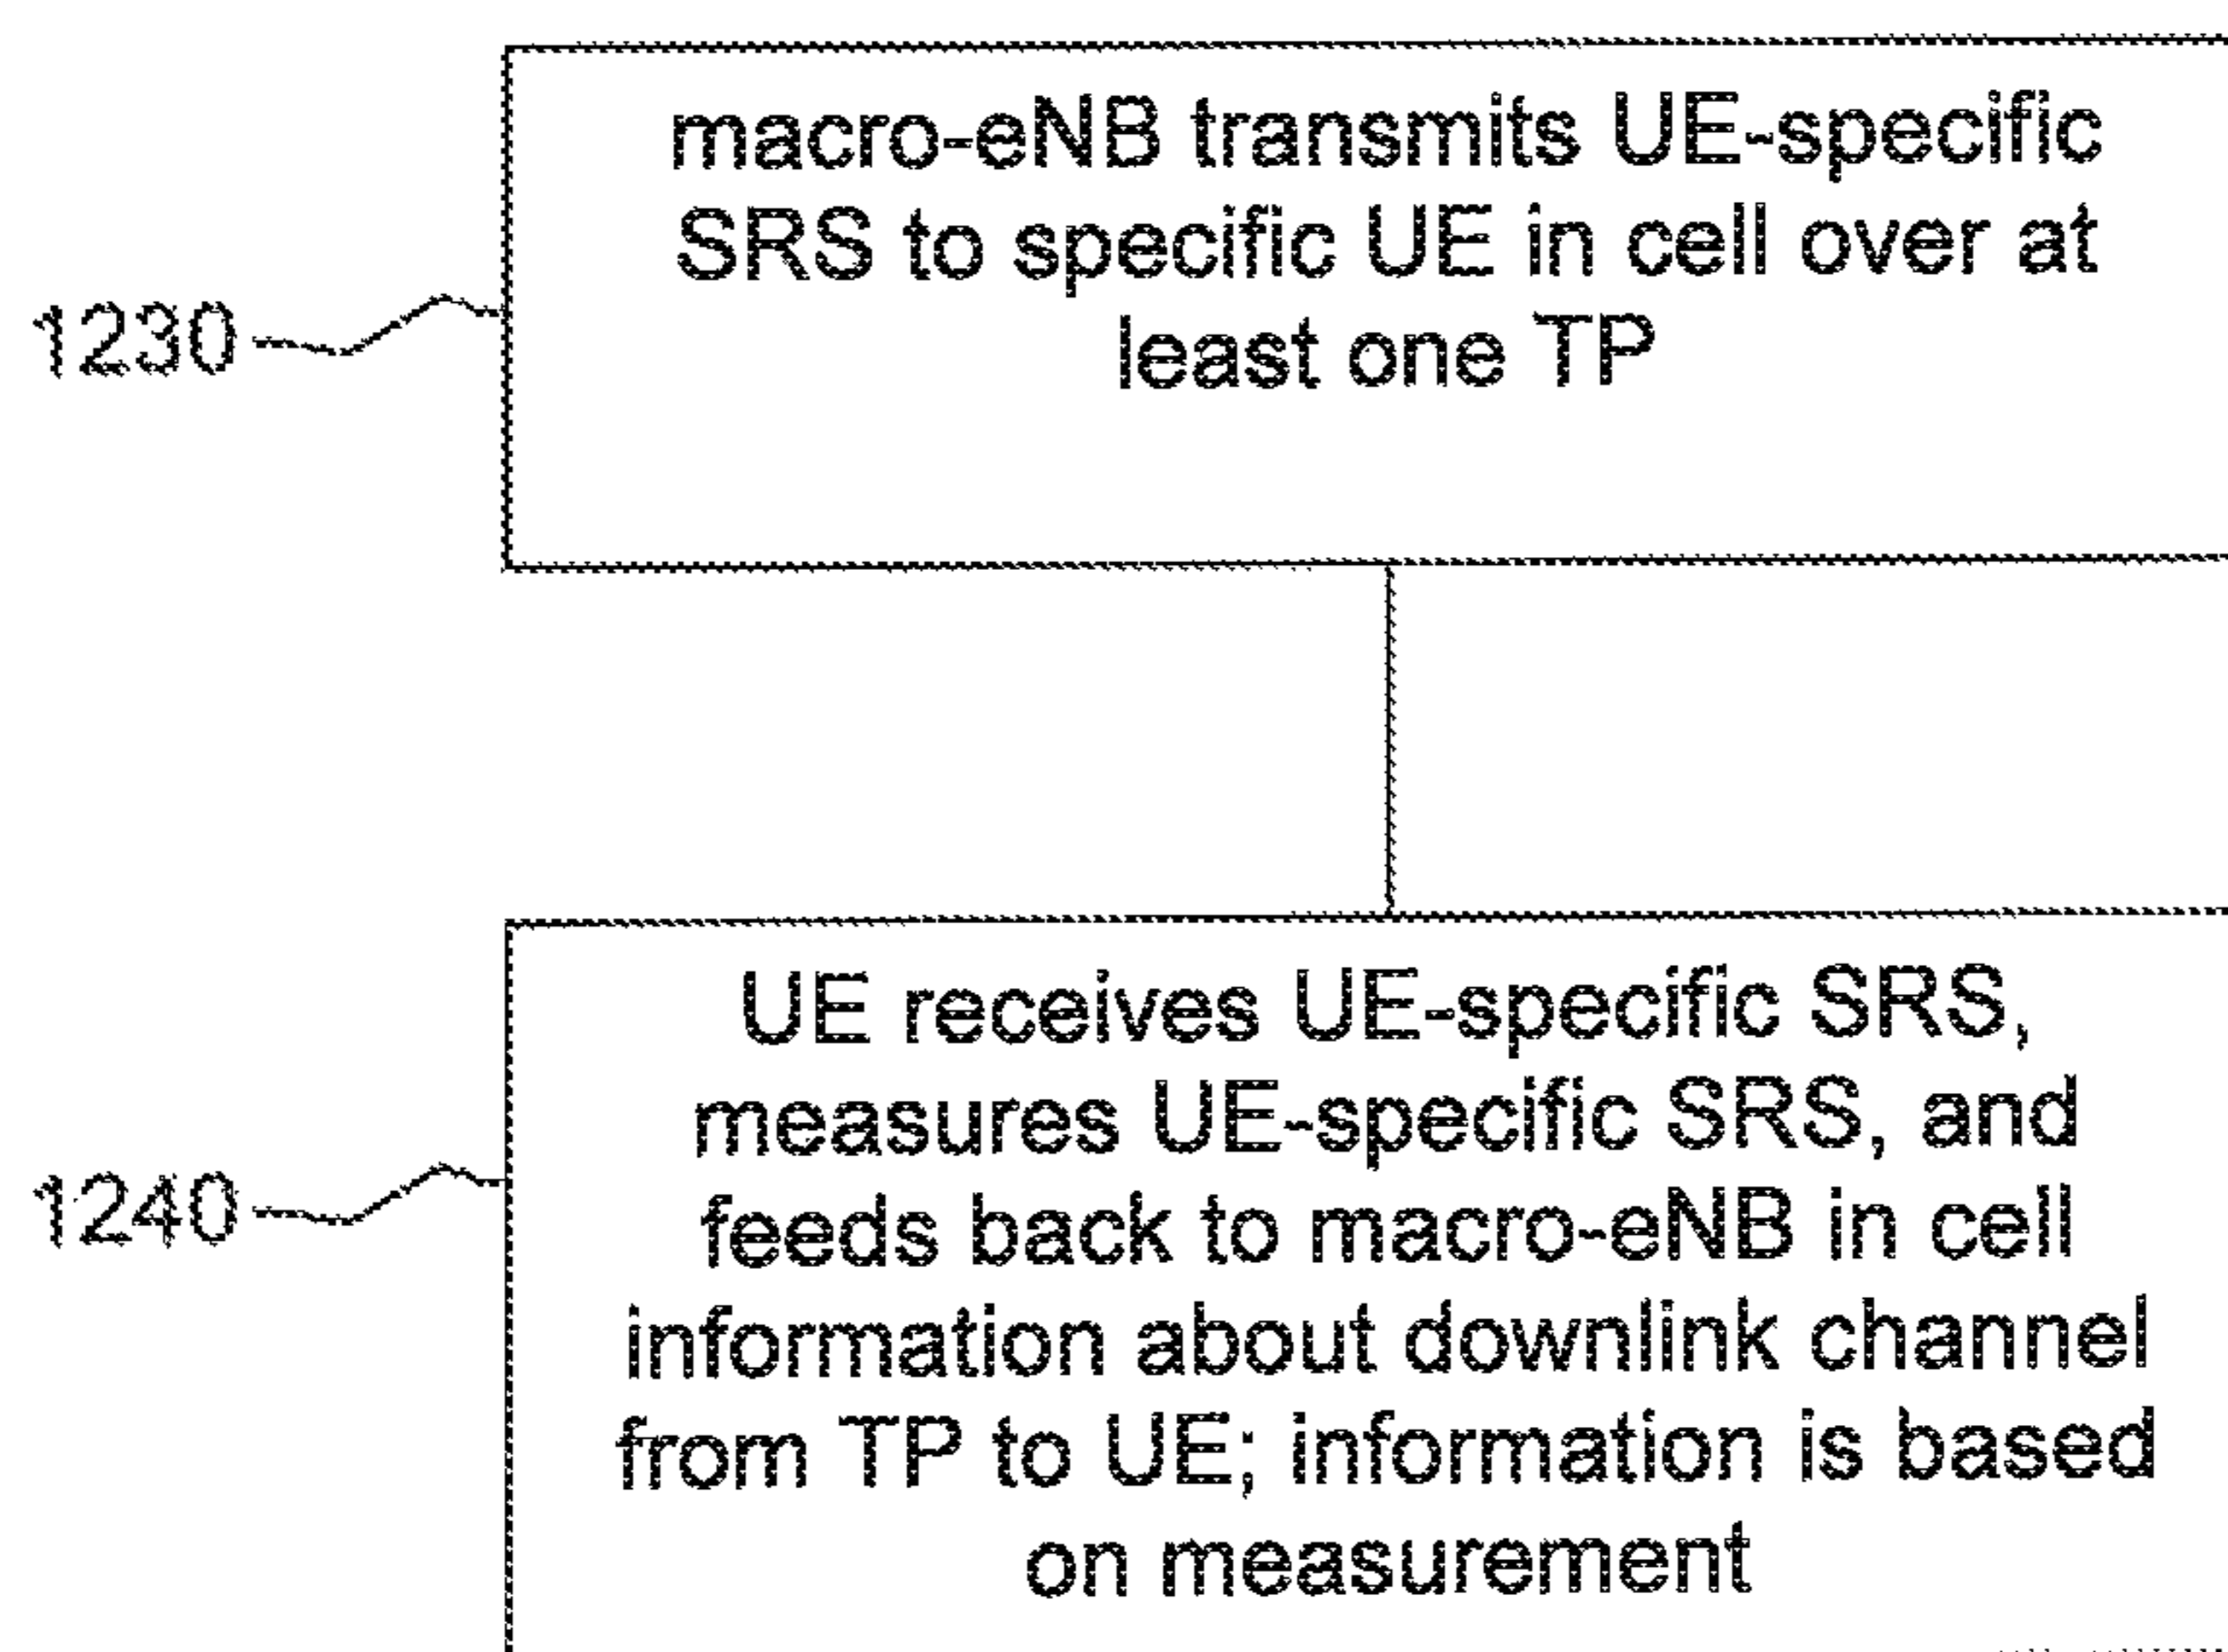 macro-eNB transmits UE-specific
SRS to specific UE in cell over at
least one TP
1230
UE receives UE-specific SRS,
measures UE-specific SRS, and
feeds back to macro-eNB in cell
information about downlink channel
from TP to UE; information is based
on measurement
1240